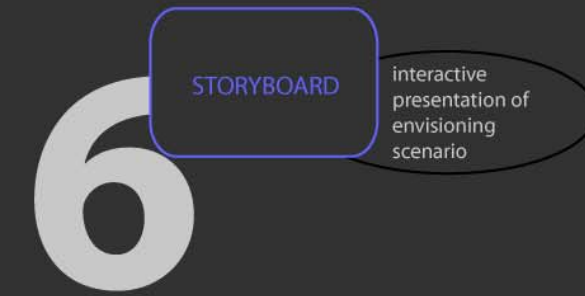 6
STORYBOARD
interactive
presentation of
envisioning
scenario